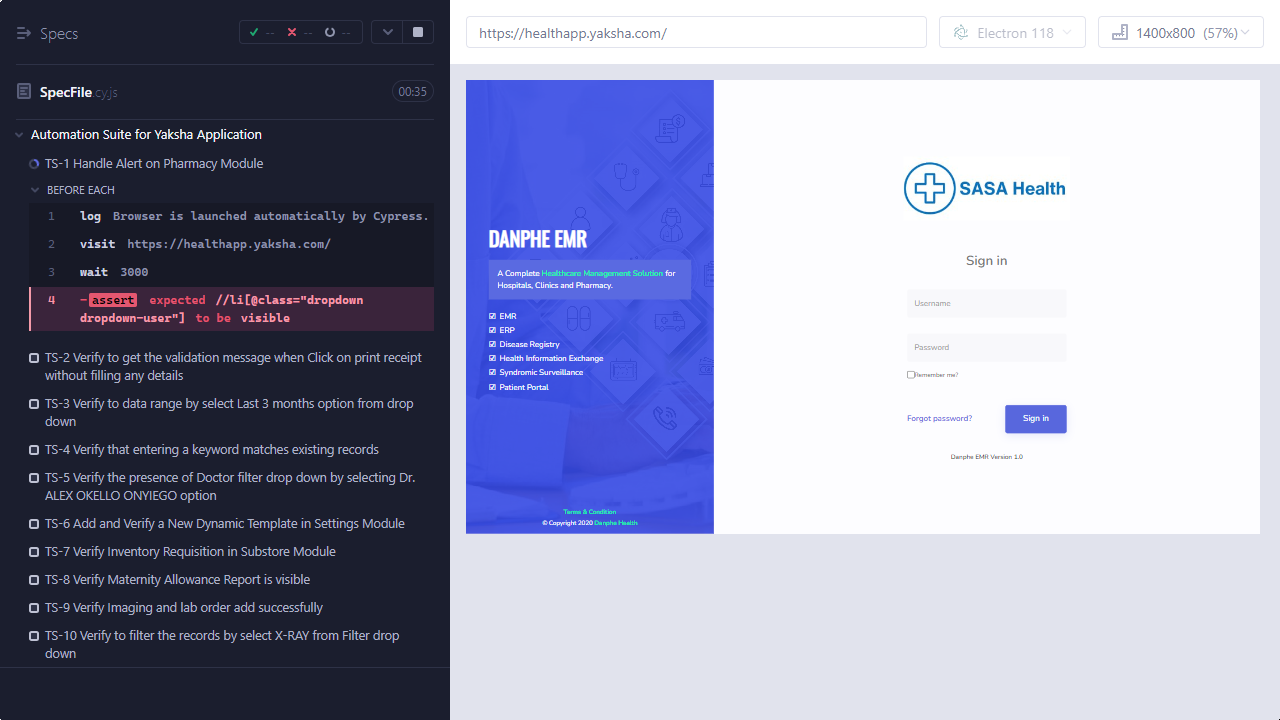 Specs
-- -- --
https://healthapp.yaksha.com/
Electron 118
1400x800 (57%)
SpecFile.cy.js
00:35
Automation Suite for Yaksha Application
TS-1 Handle Alert on Pharmacy Module
BEFORE EACH
1 log Browser is launched automatically by Cypress.
2 visit https://healthapp.yaksha.com/
3 wait 3000
4 -assert expected //li[@class="dropdown
dropdown-user"] to be visible
TS-2 Verify to get the validation message when Click on print receipt
without filling any details
TS-3 Verify to data range by select Last 3 months option from drop
down
TS-4 Verify that entering a keyword matches existing records
TS-5 Verify the presence of Doctor filter drop down by selecting Dr.
ALEX OKELLO ONYIEGO option
TS-6 Add and Verify a New Dynamic Template in Settings Module
TS-7 Verify Inventory Requisition in Substore Module
TS-8 Verify Maternity Allowance Report is visible
TS-9 Verify Imaging and lab order add successfully
TS-10 Verify to filter the records by select X-RAY from Filter drop
down
DANPHE EMR
A Complete Healthcare Management Solution for
Hospitals, Clinics and Pharmacy.
EMR
ERP
Disease Registry
Health Information Exchange
Syndromic Surveillance
Patient Portal
Terms & Condition
© Copyright 2020 Danphe Health
SASA Health
Sign in
Username
Password
Remember me?
Forgot password?
Sign in
Danphe EMR Version 1.0